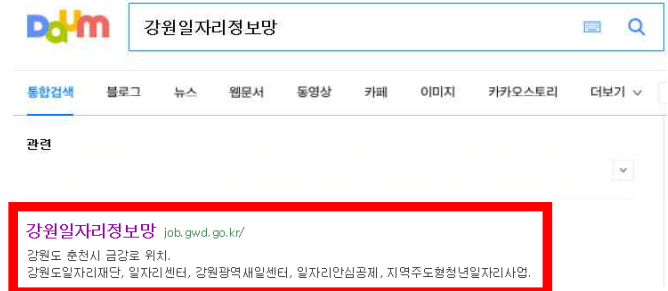 Daum 강원일자리정보망
통합검색 블로그 뉴스 웹문서 동영상 카페 이미지 카카오스토리 더보기
관련
강원일자리정보망 job.gwd.go.kr/
강원도 춘천시 금강로 위치.
강원도일자리재단, 일자리센터, 강원광역새일센터, 일자리안심공제, 지역주도형청년일자리사업.